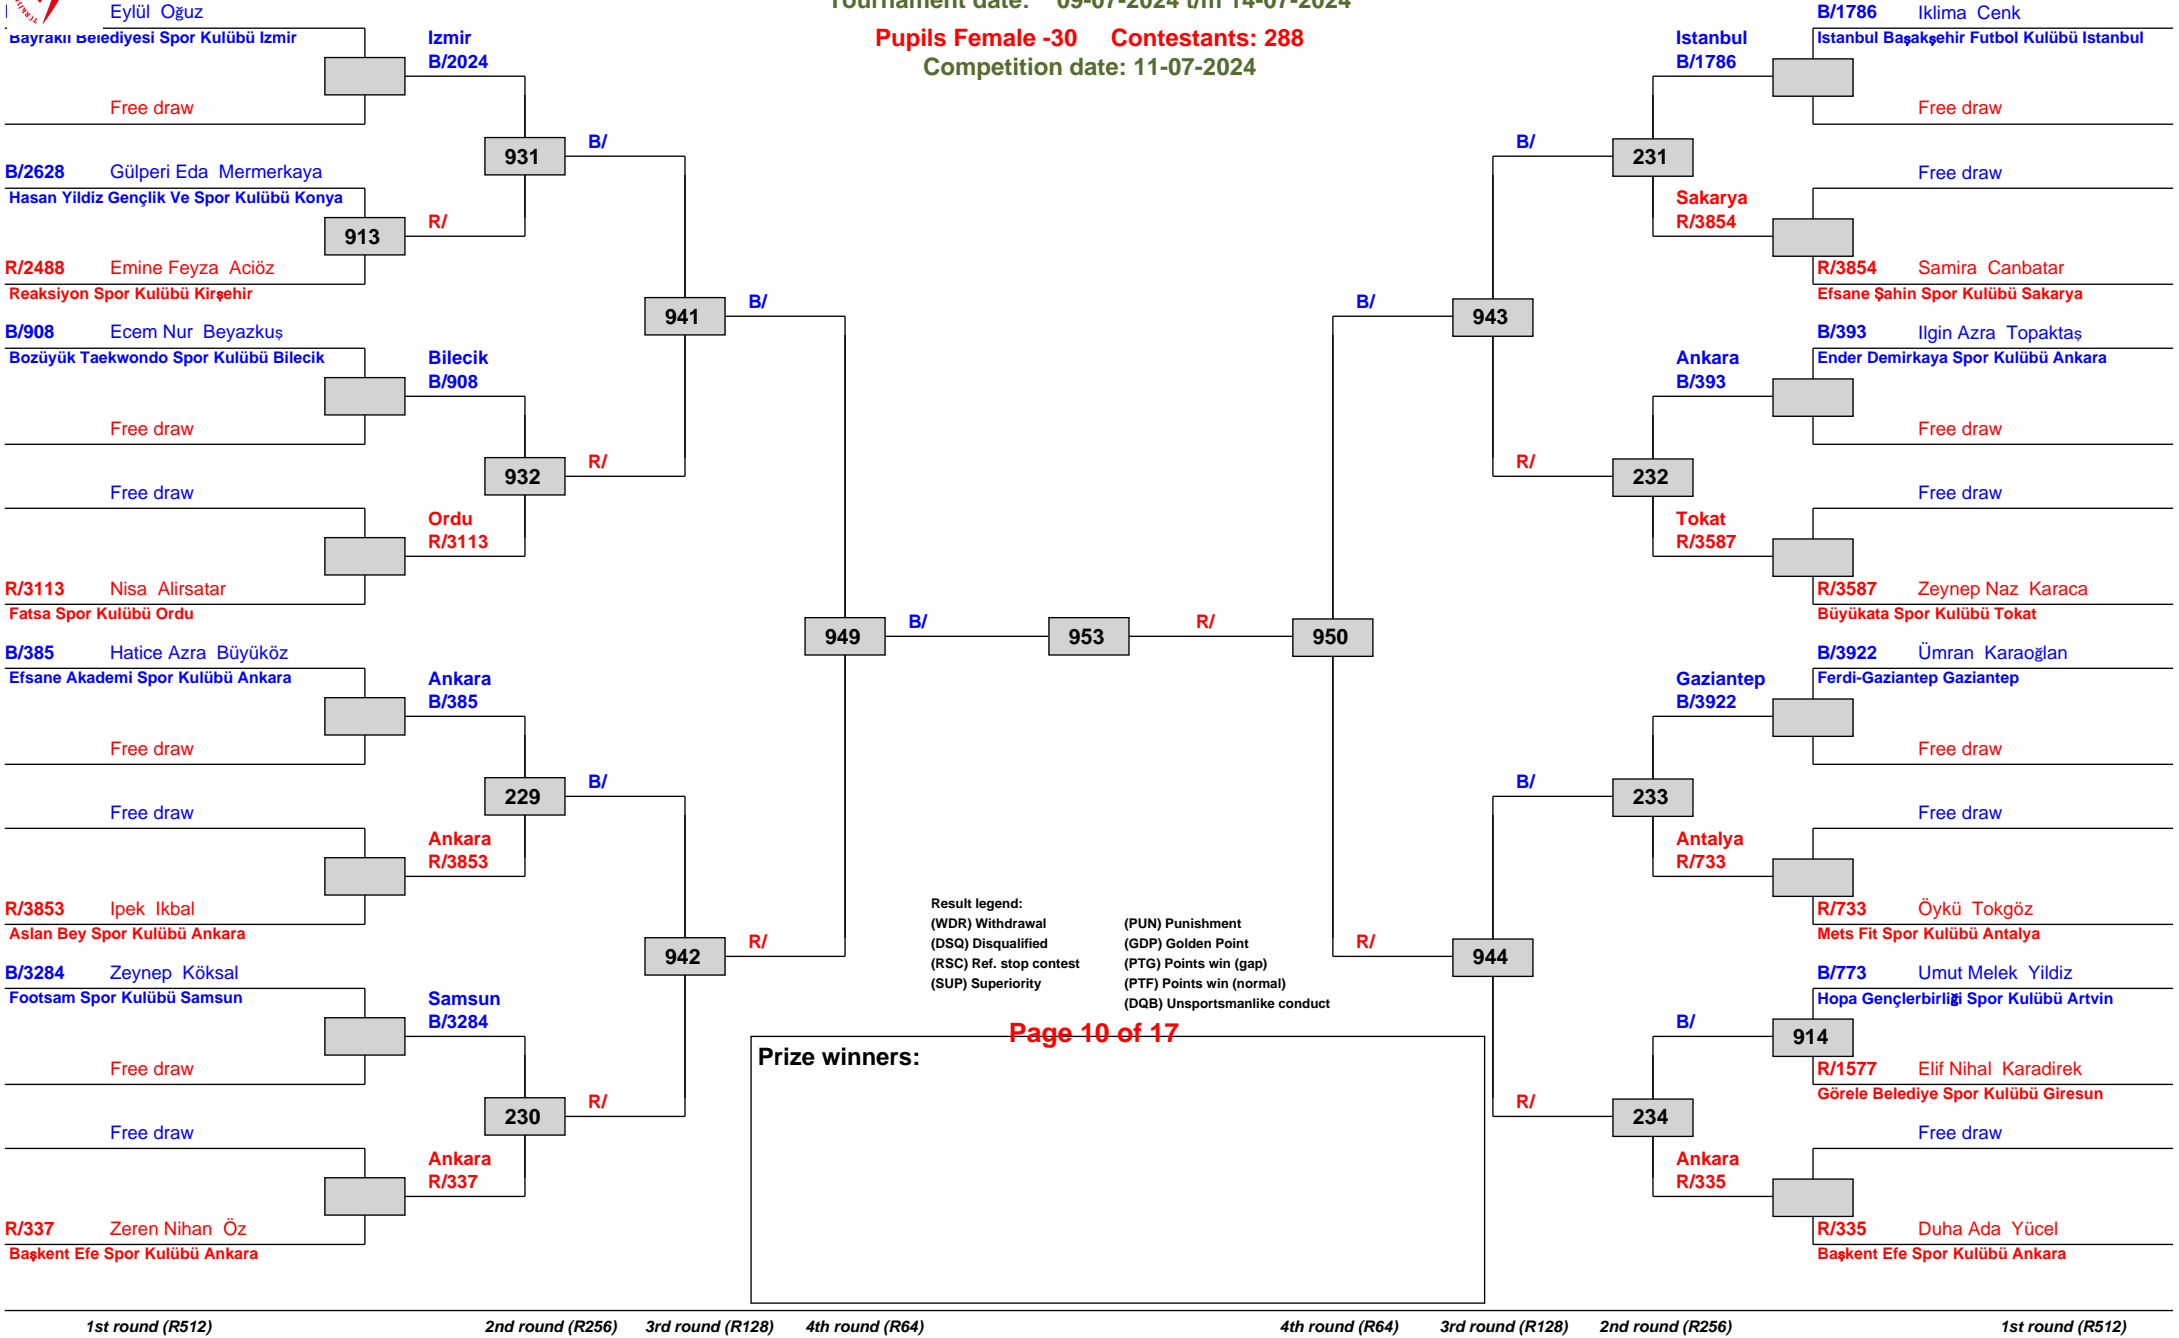 Tournament date: 09-07-2024 t/m 14-07-2024
Pupils Female -30 Contestants: 288
Competition date: 11-07-2024
Eylül Oğuz
Bayrakli Belediyesi Spor Kulübü Izmir
Free draw
B/2628 Gülperi Eda Mermerkaya
Hasan Yildiz Gençlik Ve Spor Kulübü Konya
913
R/2488 Emine Feyza Aciöz
Reaksiyon Spor Kulübü Kirşehir
B/908 Ecem Nur Beyazkuş
Bozüyük Taekwondo Spor Kulübü Bilecik
Free draw
Free draw
R/3113 Nisa Alirsatar
Fatsa Spor Kulübü Ordu
B/385 Hatice Azra Büyüköz
Efsane Akademi Spor Kulübü Ankara
Free draw
Free draw
R/3853 Ipek Ikbal
Aslan Bey Spor Kulübü Ankara
B/3284 Zeynep Köksal
Footsam Spor Kulübü Samsun
Free draw
Free draw
R/337 Zeren Nihan Öz
Başkent Efe Spor Kulübü Ankara
Izmir
B/2024
931
R/
Bilecik
B/908
932
Ordu
R/3113
Ankara
B/385
229
Ankara
R/3853
Samsun
B/3284
230
Ankara
R/337
B/
941
R/
B/
942
R/
B/
949
R/
B/
953
R/
B/
950
R/
B/
943
R/
B/
944
R/
Istanbul
B/1786
231
Sakarya
R/3854
Ankara
B/393
232
Tokat
R/3587
Gaziantep
B/3922
233
Antalya
R/733
B/
234
Ankara
R/335
B/1786 Iklima Cenk
Istanbul Başakşehir Futbol Kulübü Istanbul
Free draw
Free draw
R/3854 Samira Canbatar
Efsane Şahin Spor Kulübü Sakarya
B/393 Ilgin Azra Topaktaş
Ender Demirkaya Spor Kulübü Ankara
Free draw
Free draw
R/3587 Zeynep Naz Karaca
Büyükata Spor Kulübü Tokat
B/3922 Ümran Karaoğlan
Ferdi-Gaziantep Gaziantep
Free draw
Free draw
R/733 Öykü Tokgöz
Mets Fit Spor Kulübü Antalya
B/773 Umut Melek Yildiz
Hopa Gençlerbirliği Spor Kulübü Artvin
914
R/1577 Elif Nihal Karadirek
Görele Belediye Spor Kulübü Giresun
Free draw
R/335 Duha Ada Yücel
Başkent Efe Spor Kulübü Ankara
Result legend:
(WDR) Withdrawal (PUN) Punishment
(DSQ) Disqualified (GDP) Golden Point
(RSC) Ref. stop contest (PTG) Points win (gap)
(SUP) Superiority (PTF) Points win (normal)
(DQB) Unsportsmanlike conduct
Page 10 of 17
Prize winners:
1st round (R512) 2nd round (R256) 3rd round (R128) 4th round (R64) 4th round (R64) 3rd round (R128) 2nd round (R256) 1st round (R512)